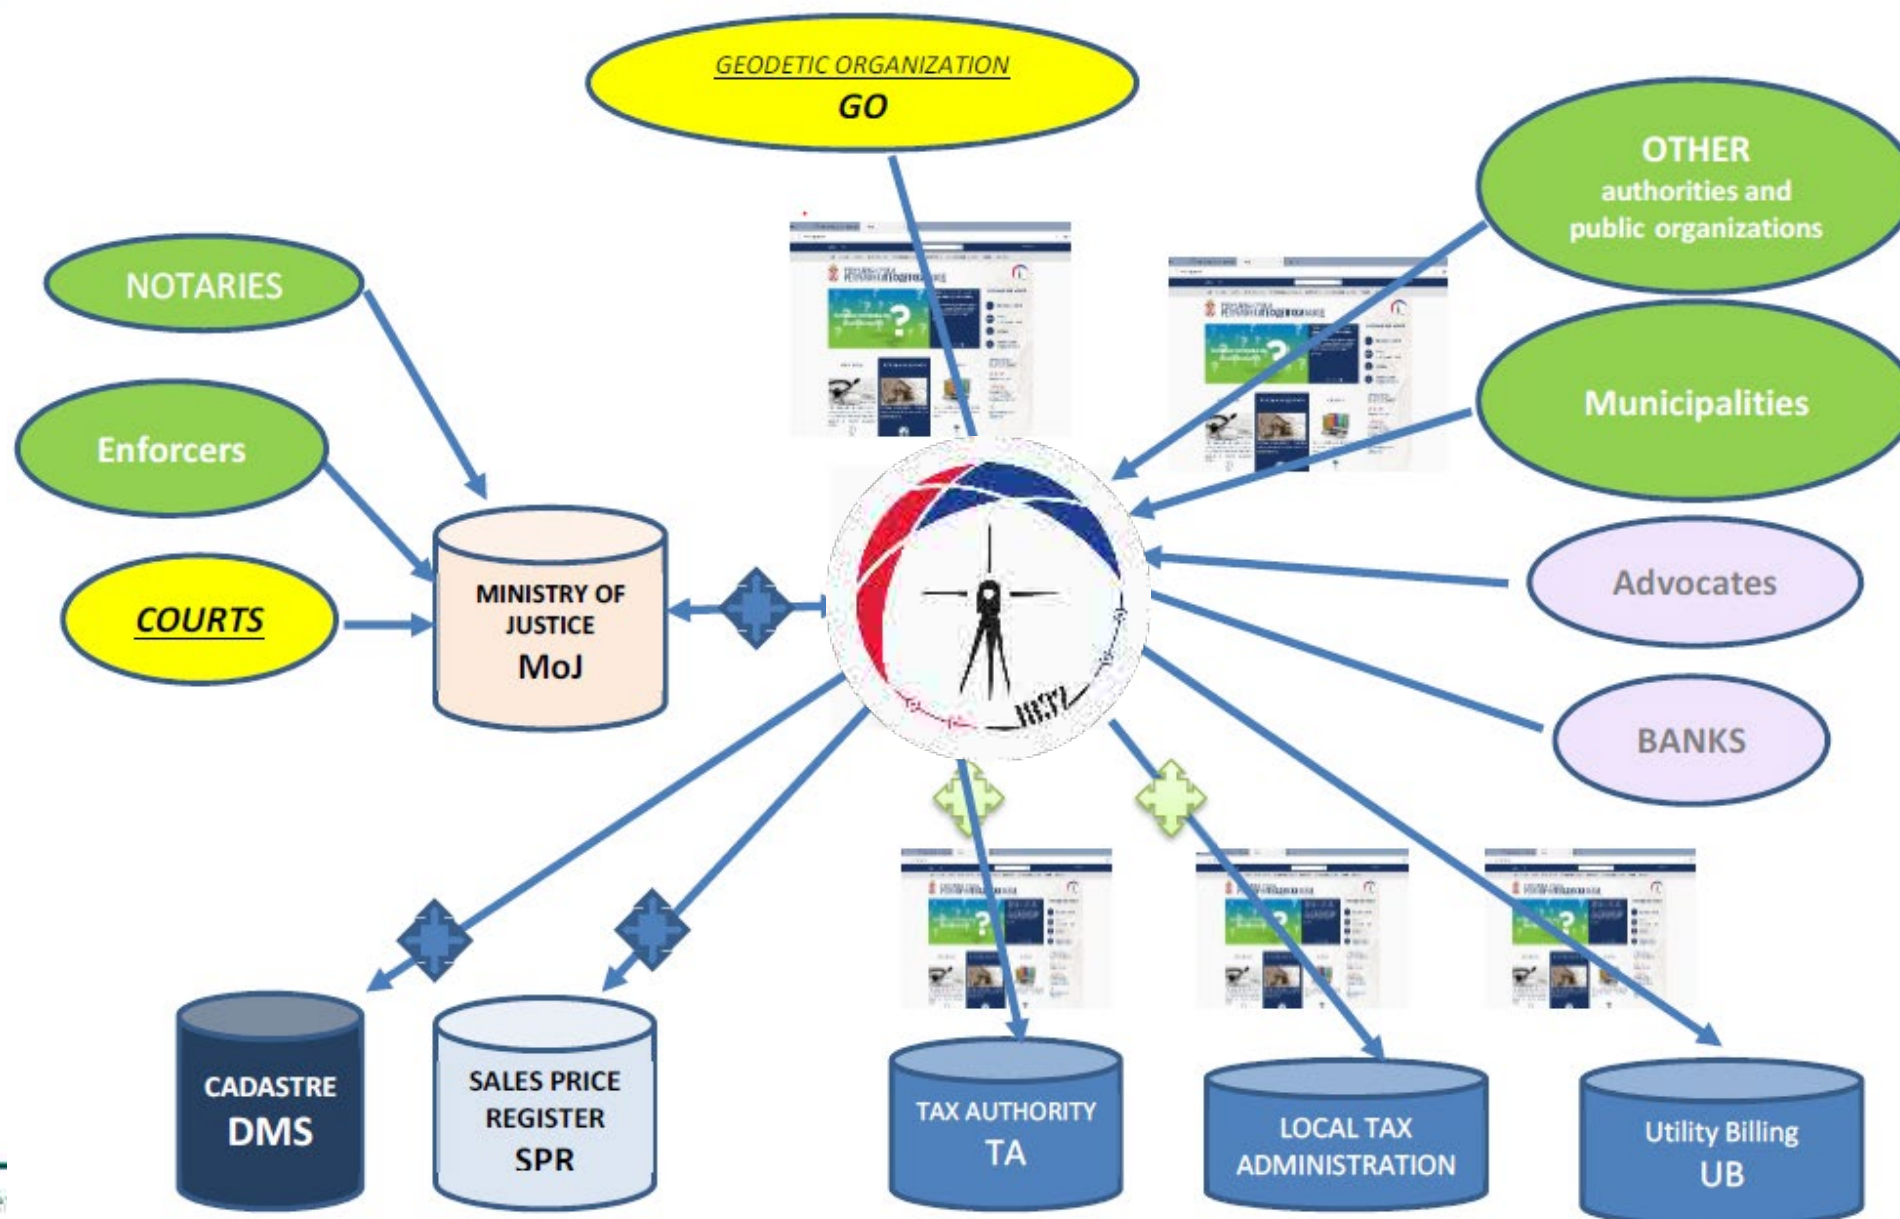 GEODETIC ORGANIZATION
GO
OTHER
authorities and
public organizations
NOTARIES
Municipalities
Enforcers
Advocates
COURTS
MINISTRY OF
JUSTICE
MoJ
1837
BANKS
CADASTRE
DMS
SALES PRICE
REGISTER
SPR
TAX AUTHORITY
TA
LOCAL TAX
ADMINISTRATION
Utility Billing
UB